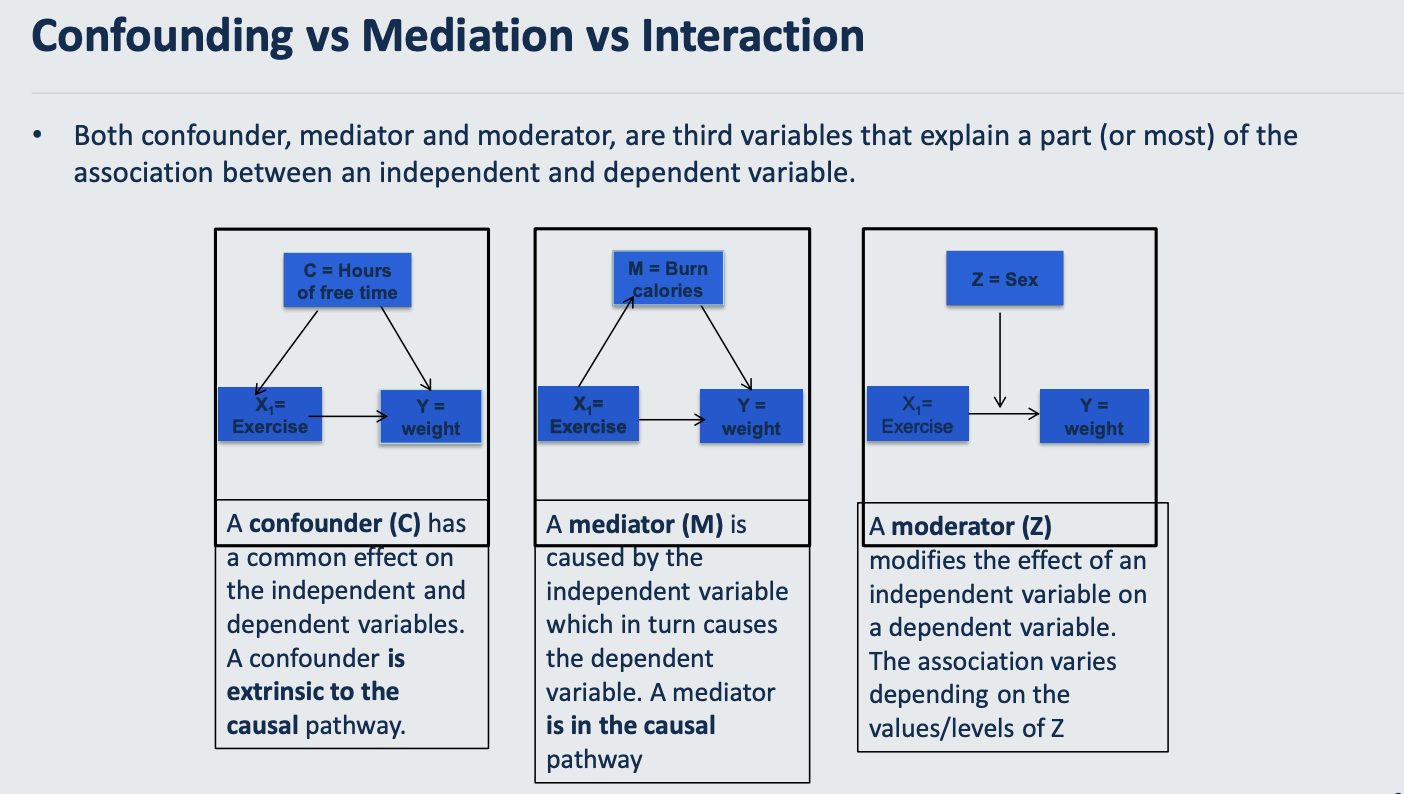 Confounding vs Mediation vs Interaction
• Both confounder, mediator and moderator, are third variables that explain a part (or most) of the
association between an independent and dependent variable.
C = Hours
of free time
X₁=
Exercise
Y =
weight
A confounder (C) has
a common effect on
the independent and
dependent variables.
A confounder is
extrinsic to the
causal pathway.
M = Burn
calories
X₁=
Exercise
Y =
weight
A mediator (M) is
caused by the
independent variable
which in turn causes
the dependent
variable. A mediator
is in the causal
pathway
Z = Sex
X₁=
Exercise
Y =
weight
A moderator (Z)
modifies the effect of an
independent variable on
a dependent variable.
The association varies
depending on the
values/levels of Z